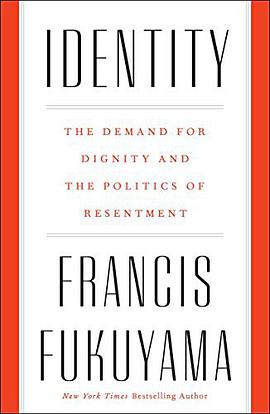 IDENTITY
THE DEMAND FOR
DIGNITY AND
THE POLITICS OF
RESENTMENT
FRANCIS
FUKUYAMA
New York Times Bestselling Author